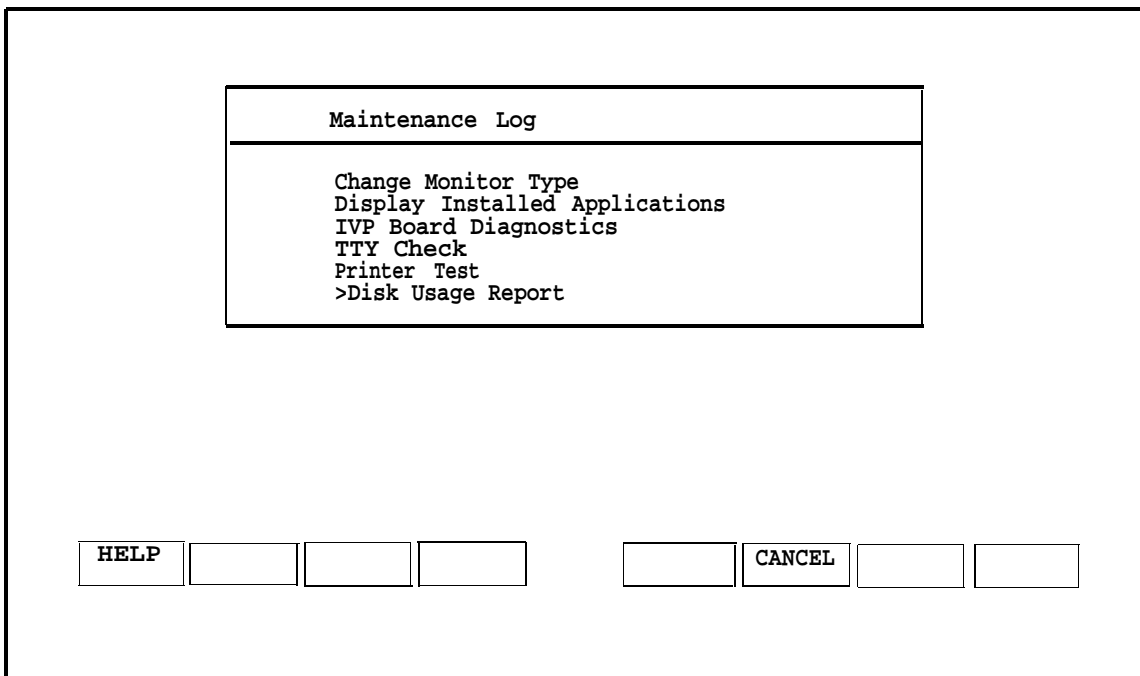 Maintenance Log
Change Monitor Type
Display Installed Applications
IVP Board Diagnostics
TTY Check
Printer Test
>Disk Usage Report
HELP
CANCEL